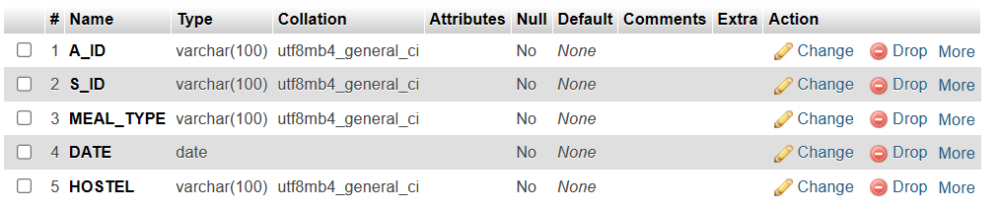 # Name Type Collation Attributes Null Default Comments Extra Action
1 A_ID varchar(100) utf8mb4_general_ci No None Change Drop More
2 S_ID varchar(100) utf8mb4_general_ci No None Change Drop More
3 MEAL_TYPE varchar(100) utf8mb4_general_ci No None Change Drop More
4 DATE date No None Change Drop More
5 HOSTEL varchar(100) utf8mb4_general_ci No None Change Drop More